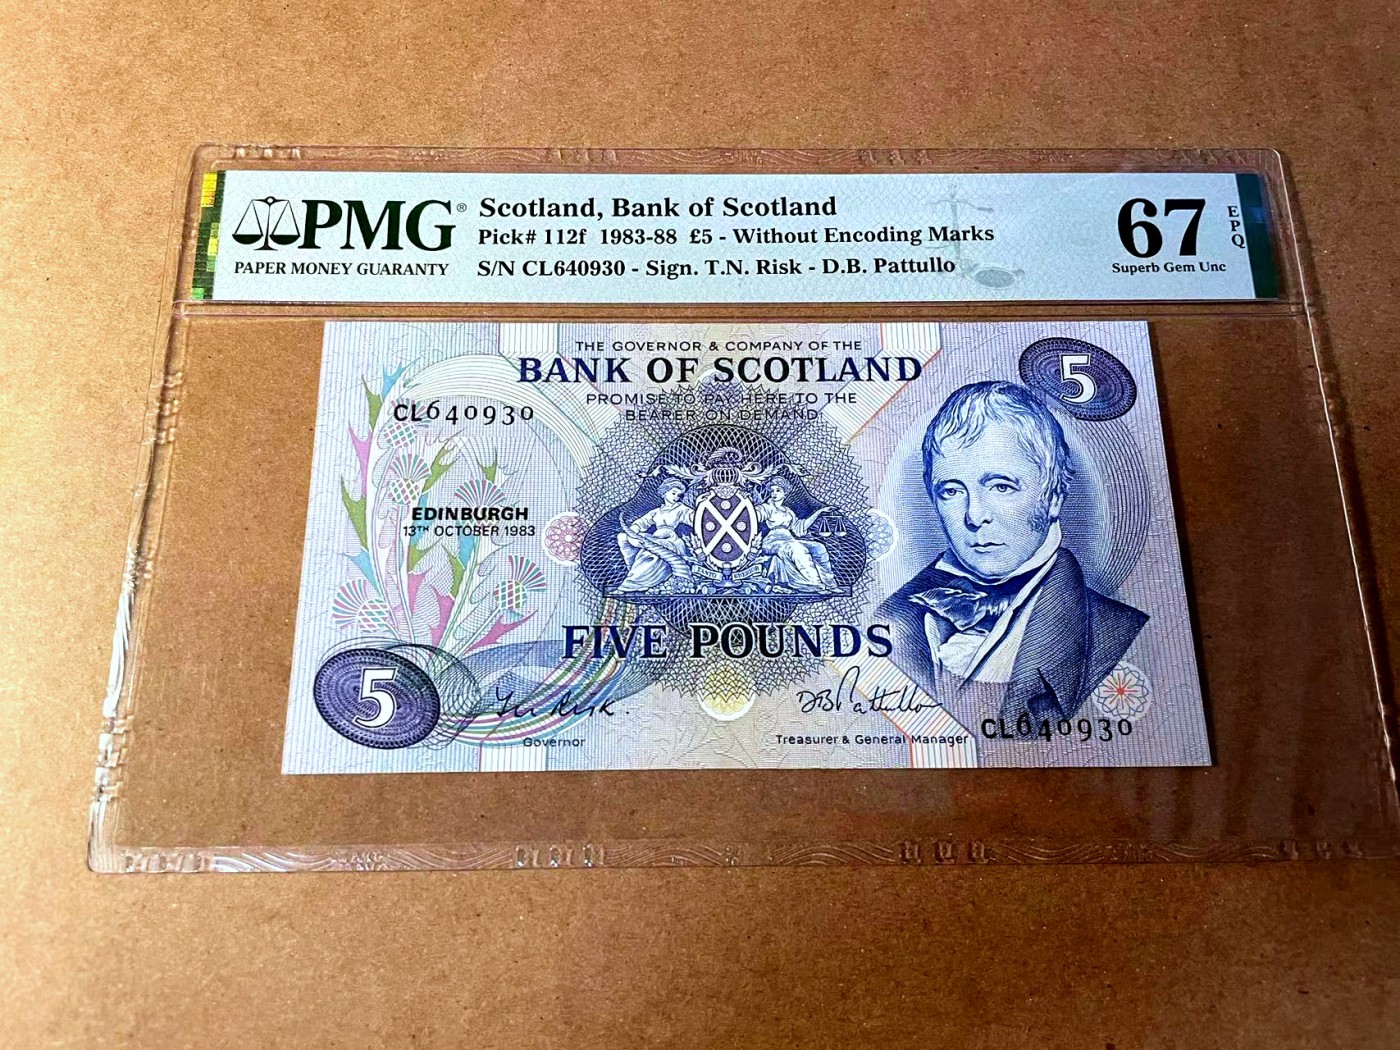 PMG®
PAPER MONEY GUARANTY
Scotland, Bank of Scotland
Pick# 112f 1983-88 £5 - Without Encoding Marks
S/N CL640930 - Sign. T.N. Risk - D.B. Pattullo
67
EPQ
Superb Gem Unc
THE GOVERNOR & COMPANY OF THE
BANK OF SCOTLAND
PROMISE TO PAY HERE TO THE
BEARER ON DEMAND
5
CL640930
EDINBURGH
13TH OCTOBER 1983
FIVE POUNDS
5
DB Pattullo
Governor
Treasurer & General Manager
CL640930